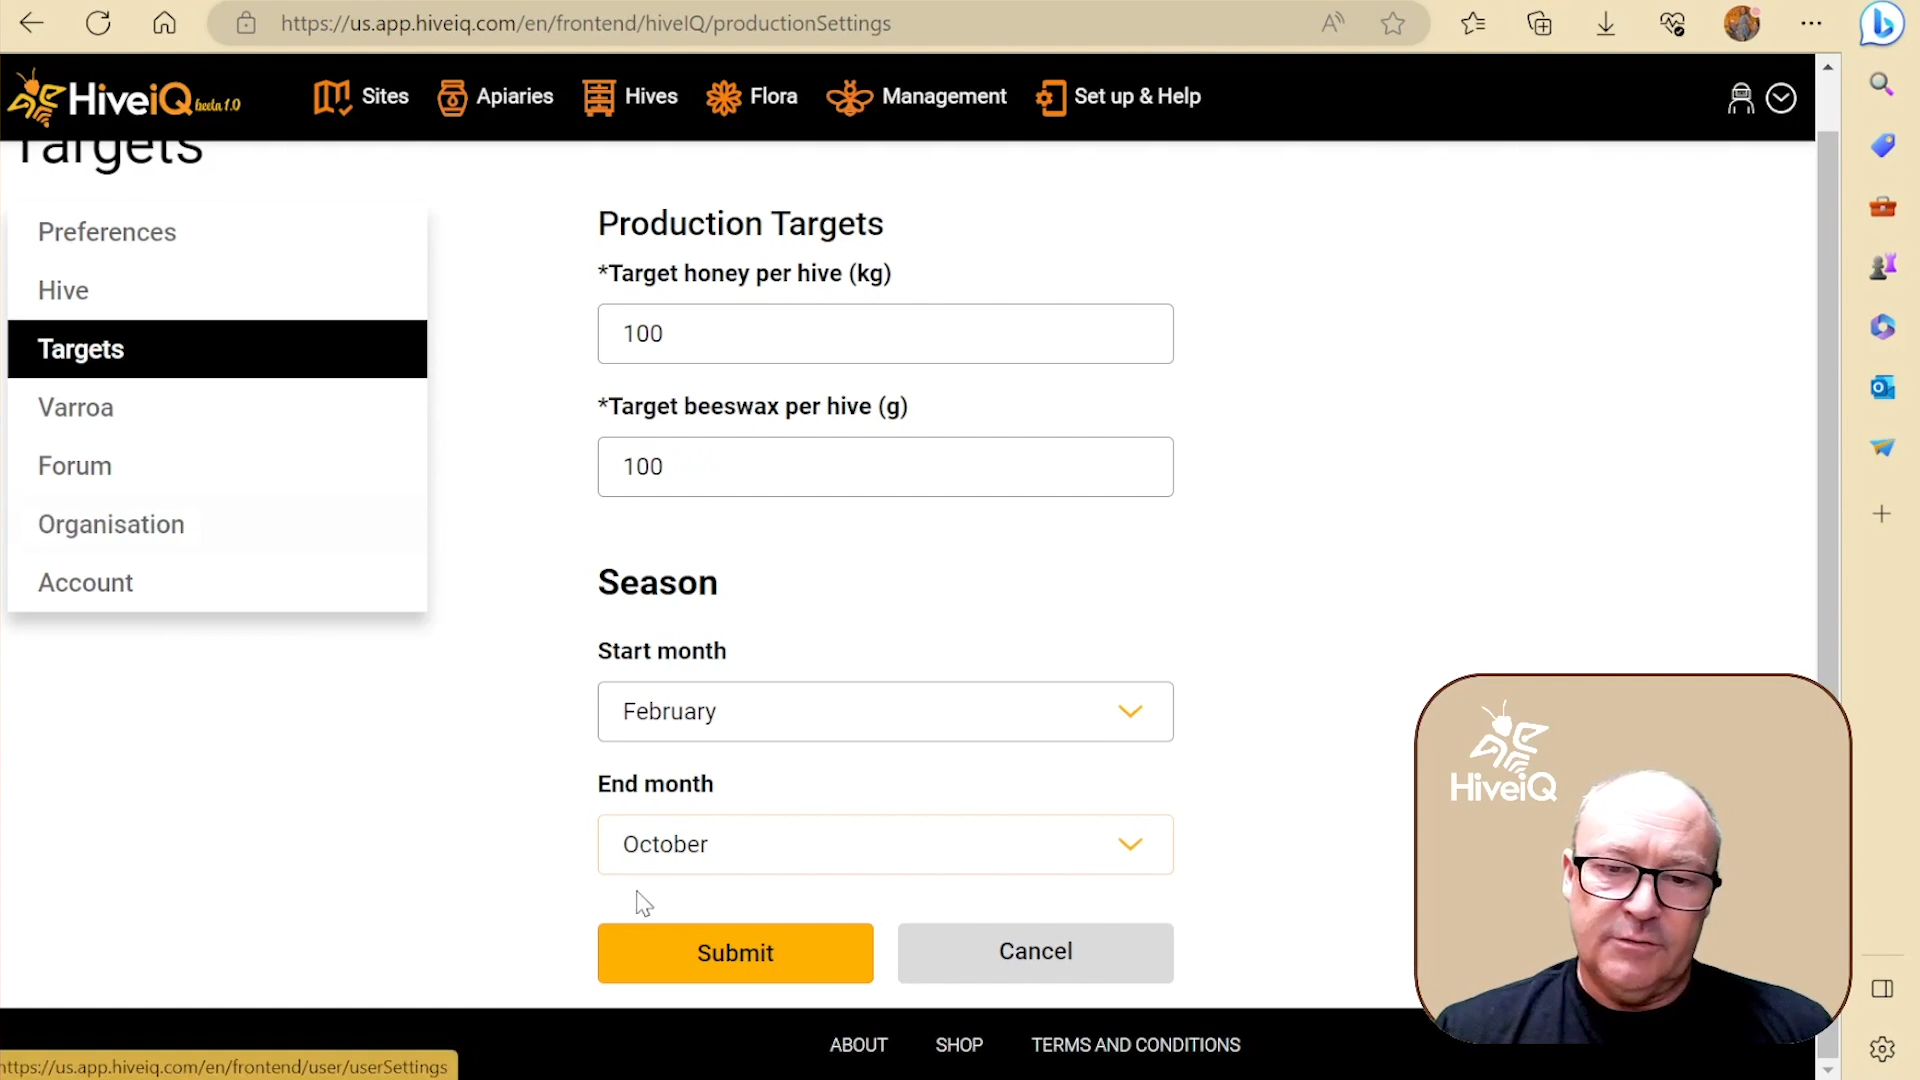 https://us.app.hiveiq.com/en/frontend/hiveIQ/productionSettings
HiveiQ beeta 1.0
Sites
Apiaries
Hives
Flora
Management
Set up & Help
Targets
Preferences
Hive
Targets
Varroa
Forum
Organisation
Account
Production Targets
*Target honey per hive (kg)
100
*Target beeswax per hive (g)
100
Season
Start month
February
End month
October
Submit
Cancel
HiveiQ
ABOUT
SHOP
TERMS AND CONDITIONS
https://us.app.hiveiq.com/en/frontend/user/userSettings